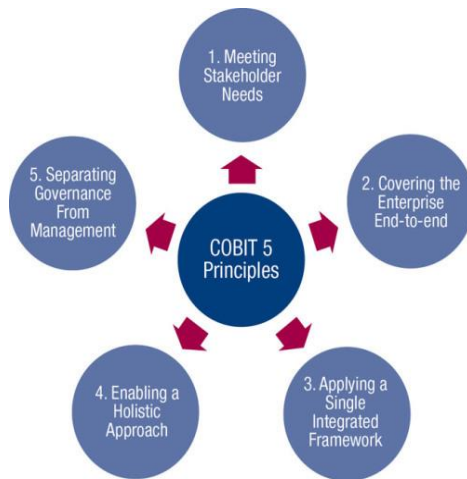 1. Meeting
Stakeholder
Needs
5. Separating
Governance
From
Management
2. Covering the
Enterprise
End-to-end
COBIT 5
Principles
4. Enabling a
Holistic
Approach
3. Applying a
Single
Integrated
Framework